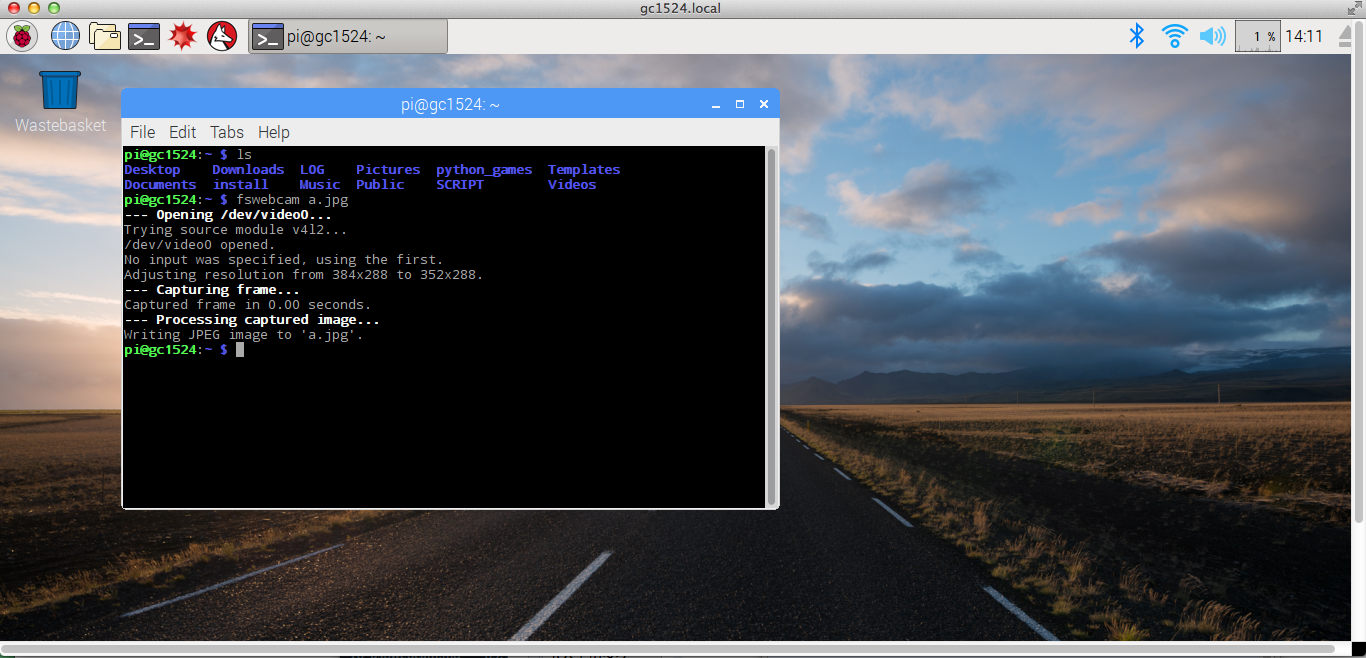 gc1524.local
pi@gc1524: ~
1 %
14:11
Wastebasket
pi@gc1524: ~
File Edit Tabs Help
pi@gc1524:~ $ ls
Desktop Downloads LOG Pictures python_games Templates
Documents install Music Public SCRIPT Videos
pi@gc1524:~ $ fswebcam a.jpg
--- Opening /dev/video0...
Trying source module v4l2...
/dev/video0 opened.
No input was specified, using the first.
Adjusting resolution from 384x288 to 352x288.
--- Capturing frame...
Captured frame in 0.00 seconds.
--- Processing captured image...
Writing JPEG image to 'a.jpg'.
pi@gc1524:~ $